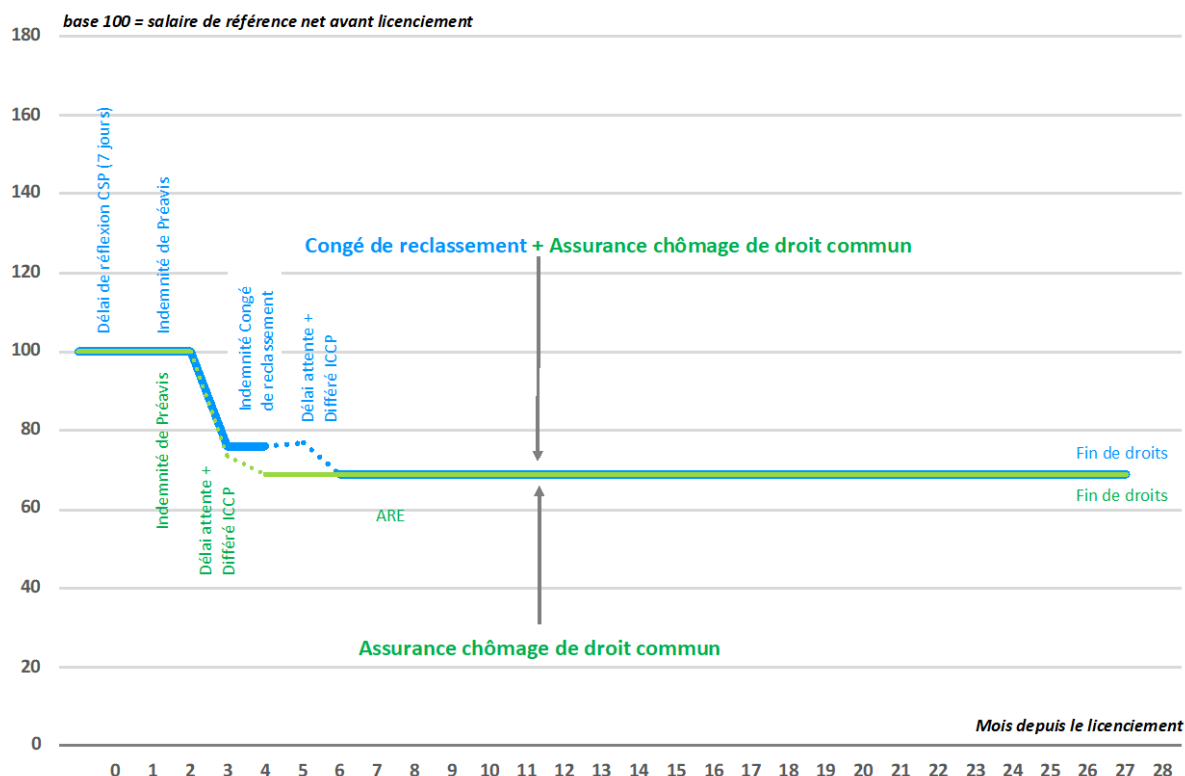 base 100 = salaire de référence net avant licenciement
180
160
140
120
100
80
60
40
20
0
Délai de réflexion CSP (7 jours)
Indemnité de Préavis
Congé de reclassement + Assurance chômage de droit commun
Indemnité Congé
de reclassement
Délai attente +
Différé ICCP
Indemnité de Préavis
Délai attente +
Différé ICCP
ARE
Fin de droits
Fin de droits
Assurance chômage de droit commun
Mois depuis le licenciement
0 1 2 3 4 5 6 7 8 9 10 11 12 13 14 15 16 17 18 19 20 21 22 23 24 25 26 27 28